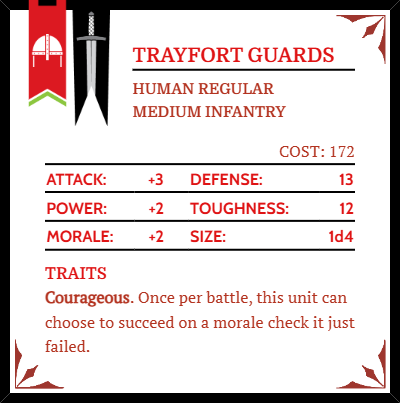 TRAYFORT GUARDS
HUMAN REGULAR
MEDIUM INFANTRY
COST: 172
ATTACK: +3 DEFENSE: 13
POWER: +2 TOUGHNESS: 12
MORALE: +2 SIZE: 1d4
TRAITS
Courageous. Once per battle, this unit can
choose to succeed on a morale check it just
failed.